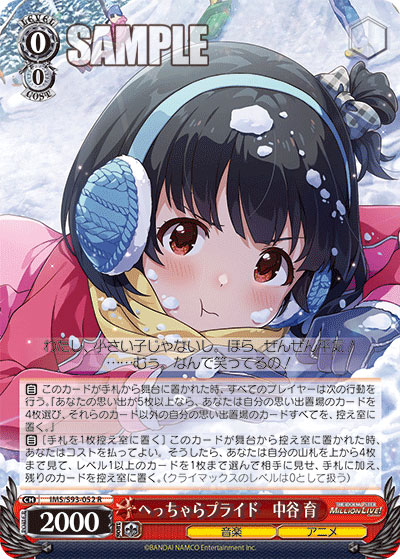 LEVEL
0
0
COST
SAMPLE
わたし、小さい子じゃないし、ほら、ぜんぜん平気♪
……むう。なんで笑ってるの！
自 このカードが手札から舞台に置かれた時、すべてのプレイヤーは次の行動を
行う。『あなたの思い出が5枚以上なら、あなたは自分の思い出置場のカードを
4枚選び、それらのカード以外の自分の思い出置場のカードすべてを、控え室に
置く。』
自 ［手札を1枚控え室に置く］ このカードが舞台から控え室に置かれた時、
あなたはコストを払ってよい。そうしたら、あなたは自分の山札を上から4枚
まで見て、レベル1以上のカードを1枚まで選んで相手に見せ、手札に加え、
残りのカードを控え室に置く。（クライマックスのレベルは0として扱う）
CH
IMS/S93-052 R
2000
へっちゃらプライド 中谷 育
THE IDOLM@STER
MILLION LIVE!
音楽
アニメ
©BANDAI NAMCO Entertainment Inc.